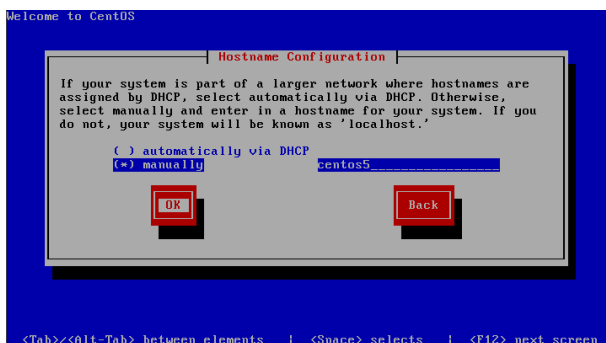 Welcome to CentOS
Hostname Configuration
If your system is part of a larger network where hostnames are
assigned by DHCP, select automatically via DHCP. Otherwise,
select manually and enter in a hostname for your system. If you
do not, your system will be known as 'localhost.'
( ) automatically via DHCP
(*) manually centos5_________________
OK Back
<Tab>/<Alt-Tab> between elements | <Space> selects | <F12> next screen